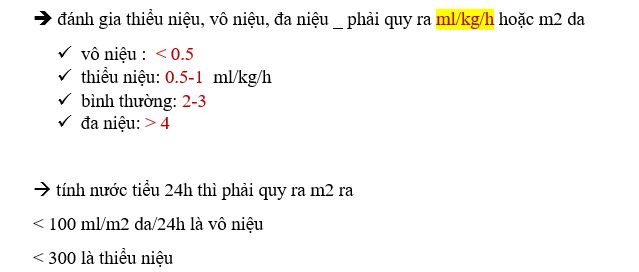 ➔ đánh gia thiểu niệu, vô niệu, đa niệu _ phải quy ra ml/kg/h hoặc m2 da
✓ vô niệu : < 0.5
✓ thiểu niệu: 0.5-1 ml/kg/h
✓ bình thường: 2-3
✓ đa niệu: > 4
→ tính nước tiểu 24h thì phải quy ra m2 ra
< 100 ml/m2 da/24h là vô niệu
< 300 là thiểu niệu